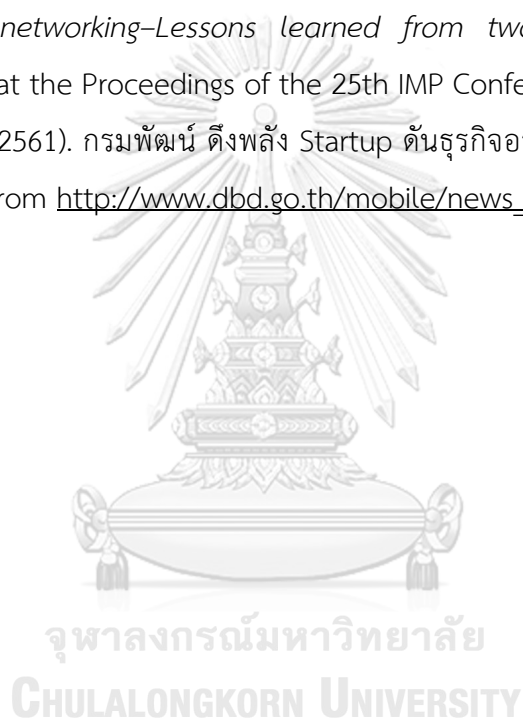 networking–Lessons learned from two
at the Proceedings of the 25th IMP Confe
2561). กรมพัฒน์ ดึงพลัง Startup ดันธุรกิจอ
rom http://www.dbd.go.th/mobile/news_
จุฬาลงกรณ์มหาวิทยาลัย
CHULALONGKORN UNIVERSITY